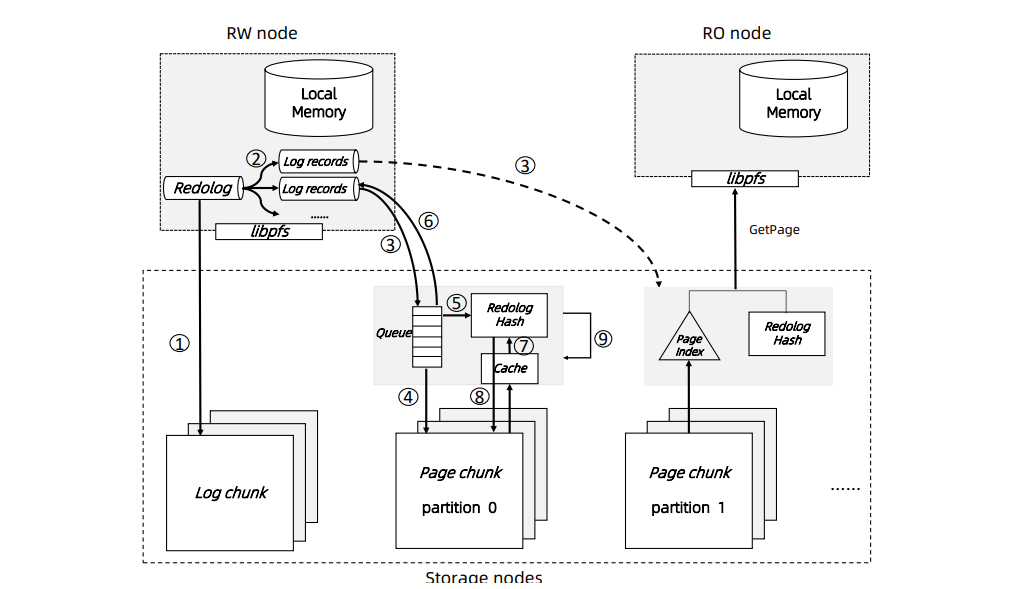 RW node
RO node
Local
Memory
Local
Memory
②
Log records
③
Redolog
Log records
libpfs
......
⑥
libpfs
③
GetPage
①
Queue
⑤
Redolog
Hash
⑨
Page
Index
Redolog
Hash
⑦
Cache
④
⑧
Log chunk
Page chunk
partition 0
Page chunk
partition 1
......
Storage nodes